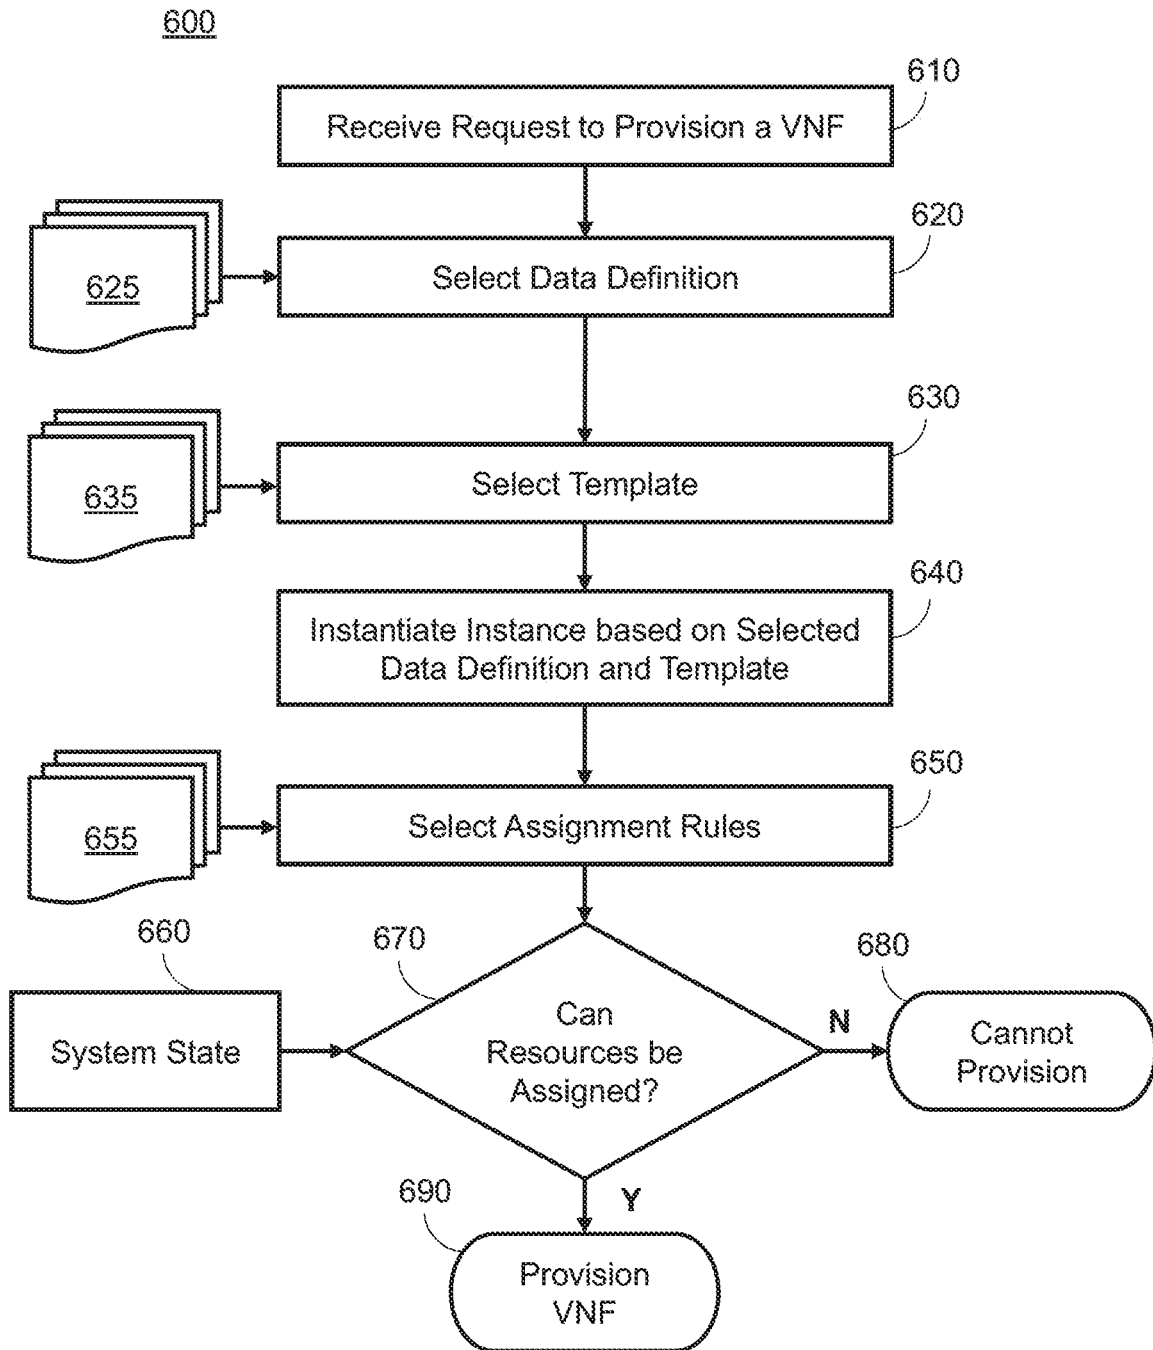 600
610
Receive Request to Provision a VNF
620
625
Select Data Definition
630
635
Select Template
640
Instantiate Instance based on Selected
Data Definition and Template
650
655
Select Assignment Rules
660
670
680
System State
Can
Resources be
Assigned?
N
Cannot
Provision
690
Y
Provision
VNF